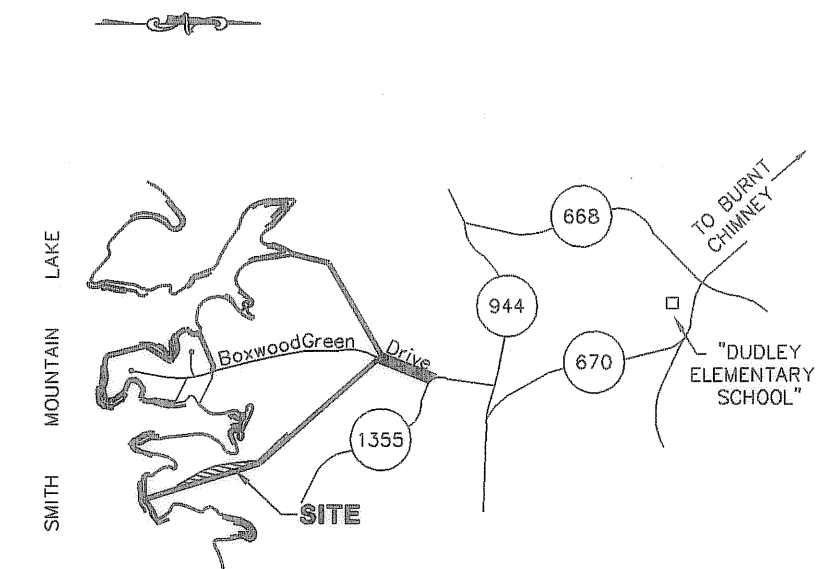 SMITH MOUNTAIN LAKE
668
TO BURNT
CHIMNEY
944
BoxwoodGreen Drive
670
"DUDLEY
ELEMENTARY
SCHOOL"
1355
SITE